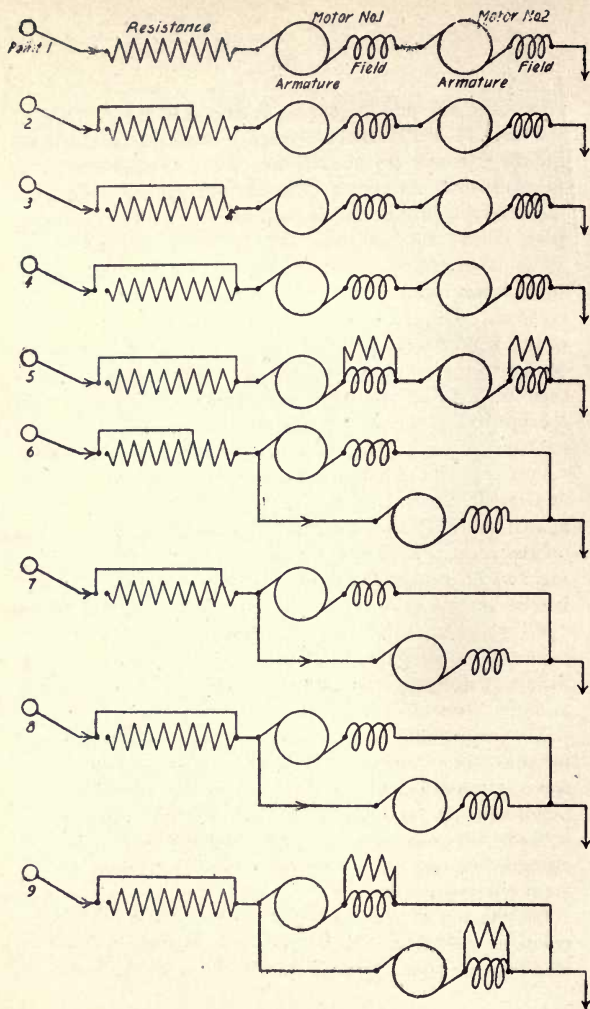 Motor No.1 Motor No.2
Point 1 Resistance
Field Field
Armature Armature
2
3
4
5
6
7
8
9